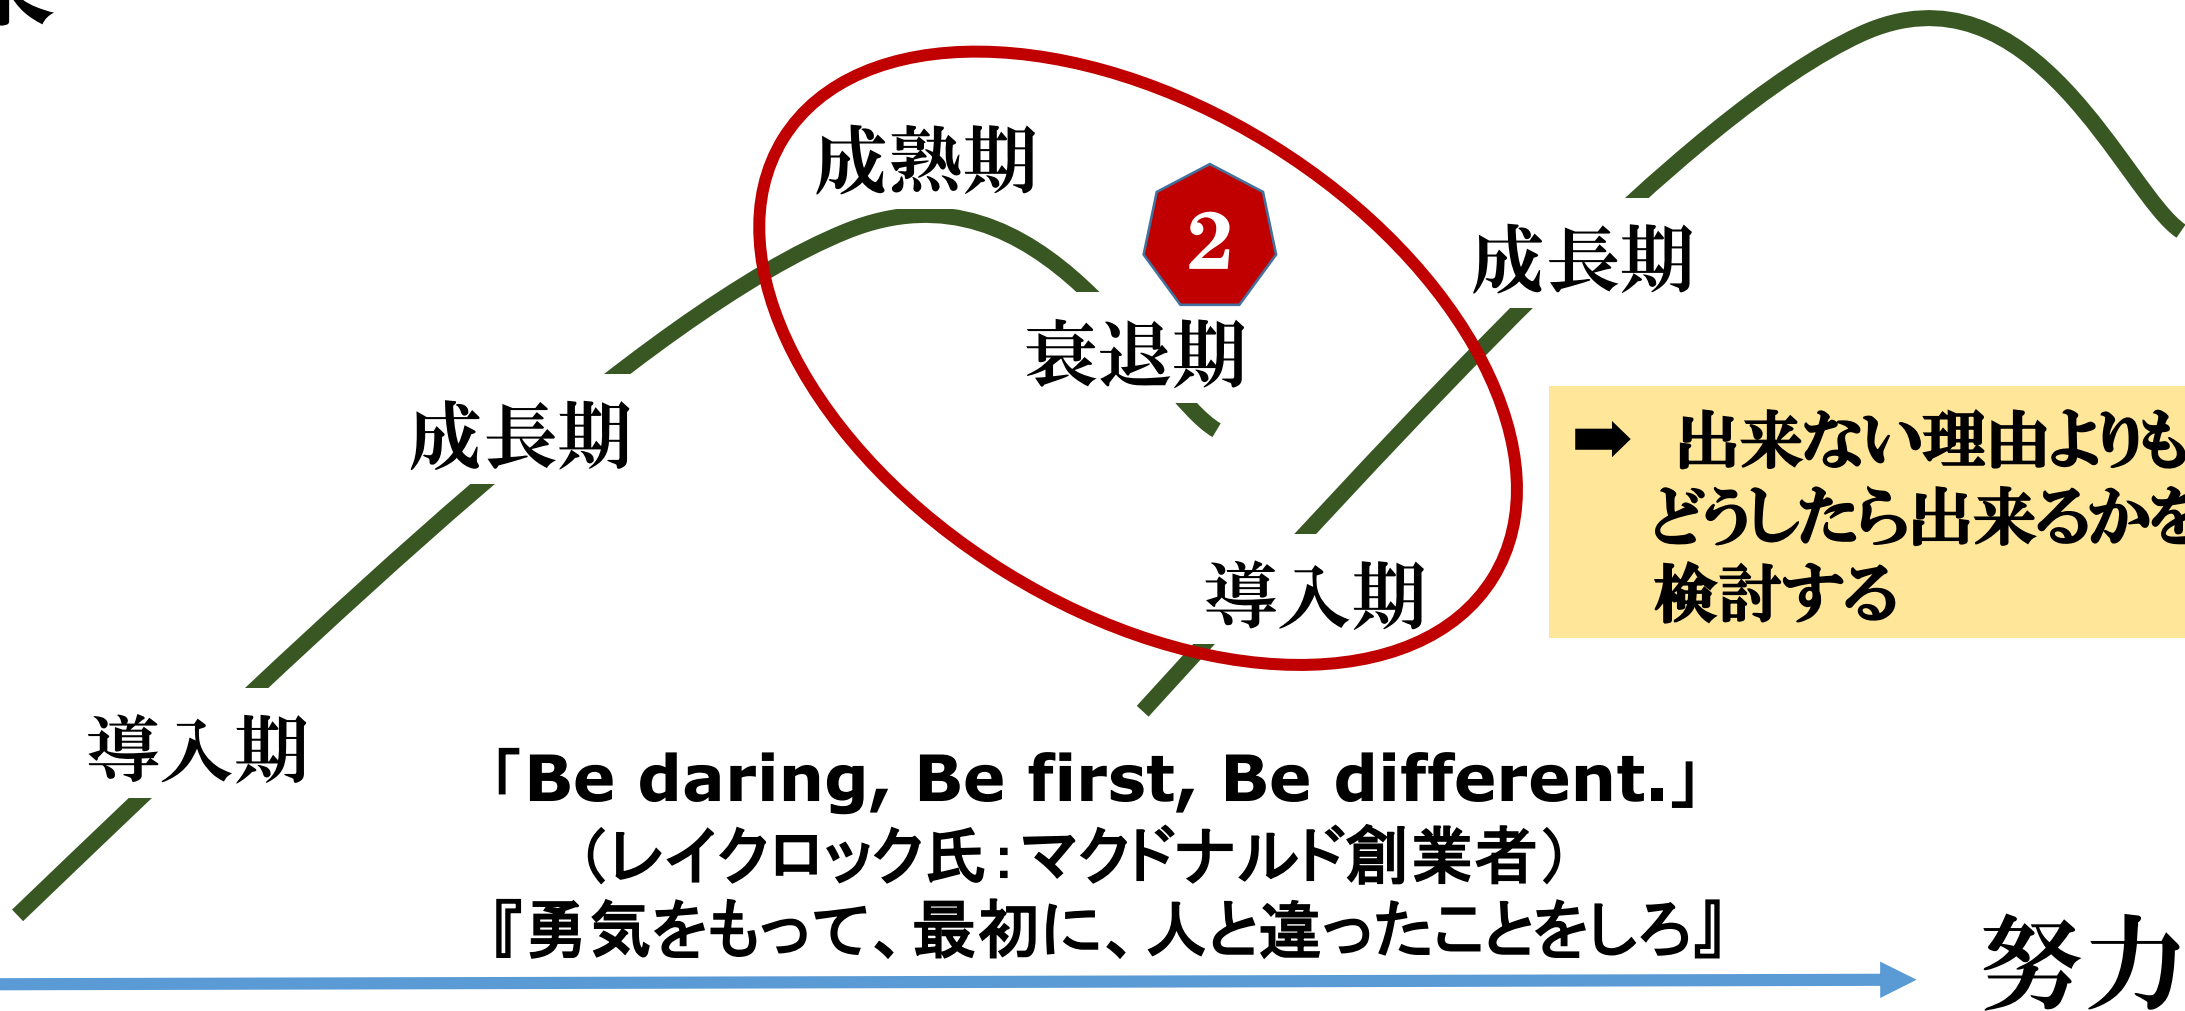 成熟期
2
成長期
衰退期
➡ 出来ない理由よりも
どうしたら出来るかを
検討する
成長期
導入期
導入期
「Be daring, Be first, Be different.」
（レイクロック氏：マクドナルド創業者）
『勇気をもって、最初に、人と違ったことをしろ』
努力